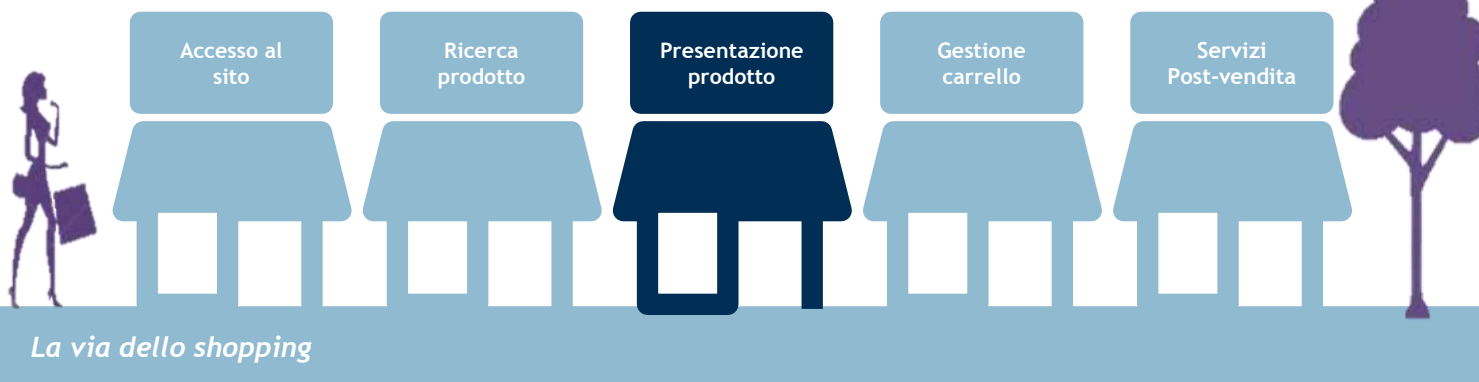 Accesso al
sito
Ricerca
prodotto
Presentazione
prodotto
Gestione
carrello
Servizi
Post-vendita
La via dello shopping